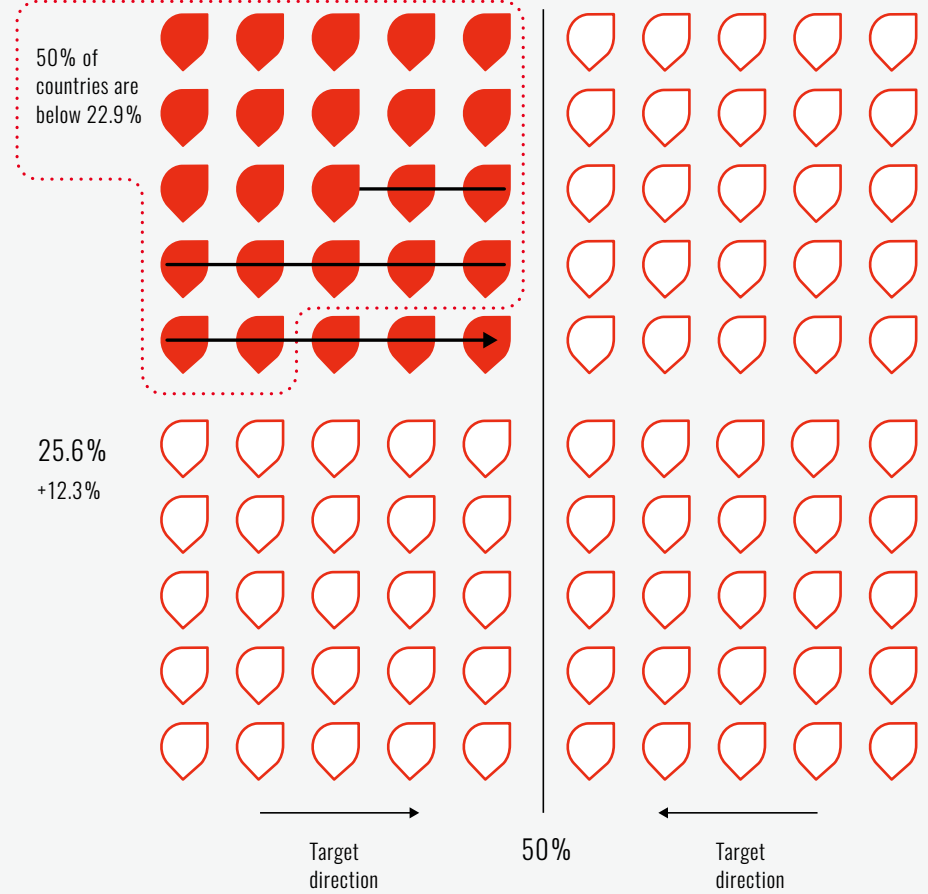 50% of
countries are
below 22.9%
25.6%
+12.3%
Target
direction
50%
Target
direction